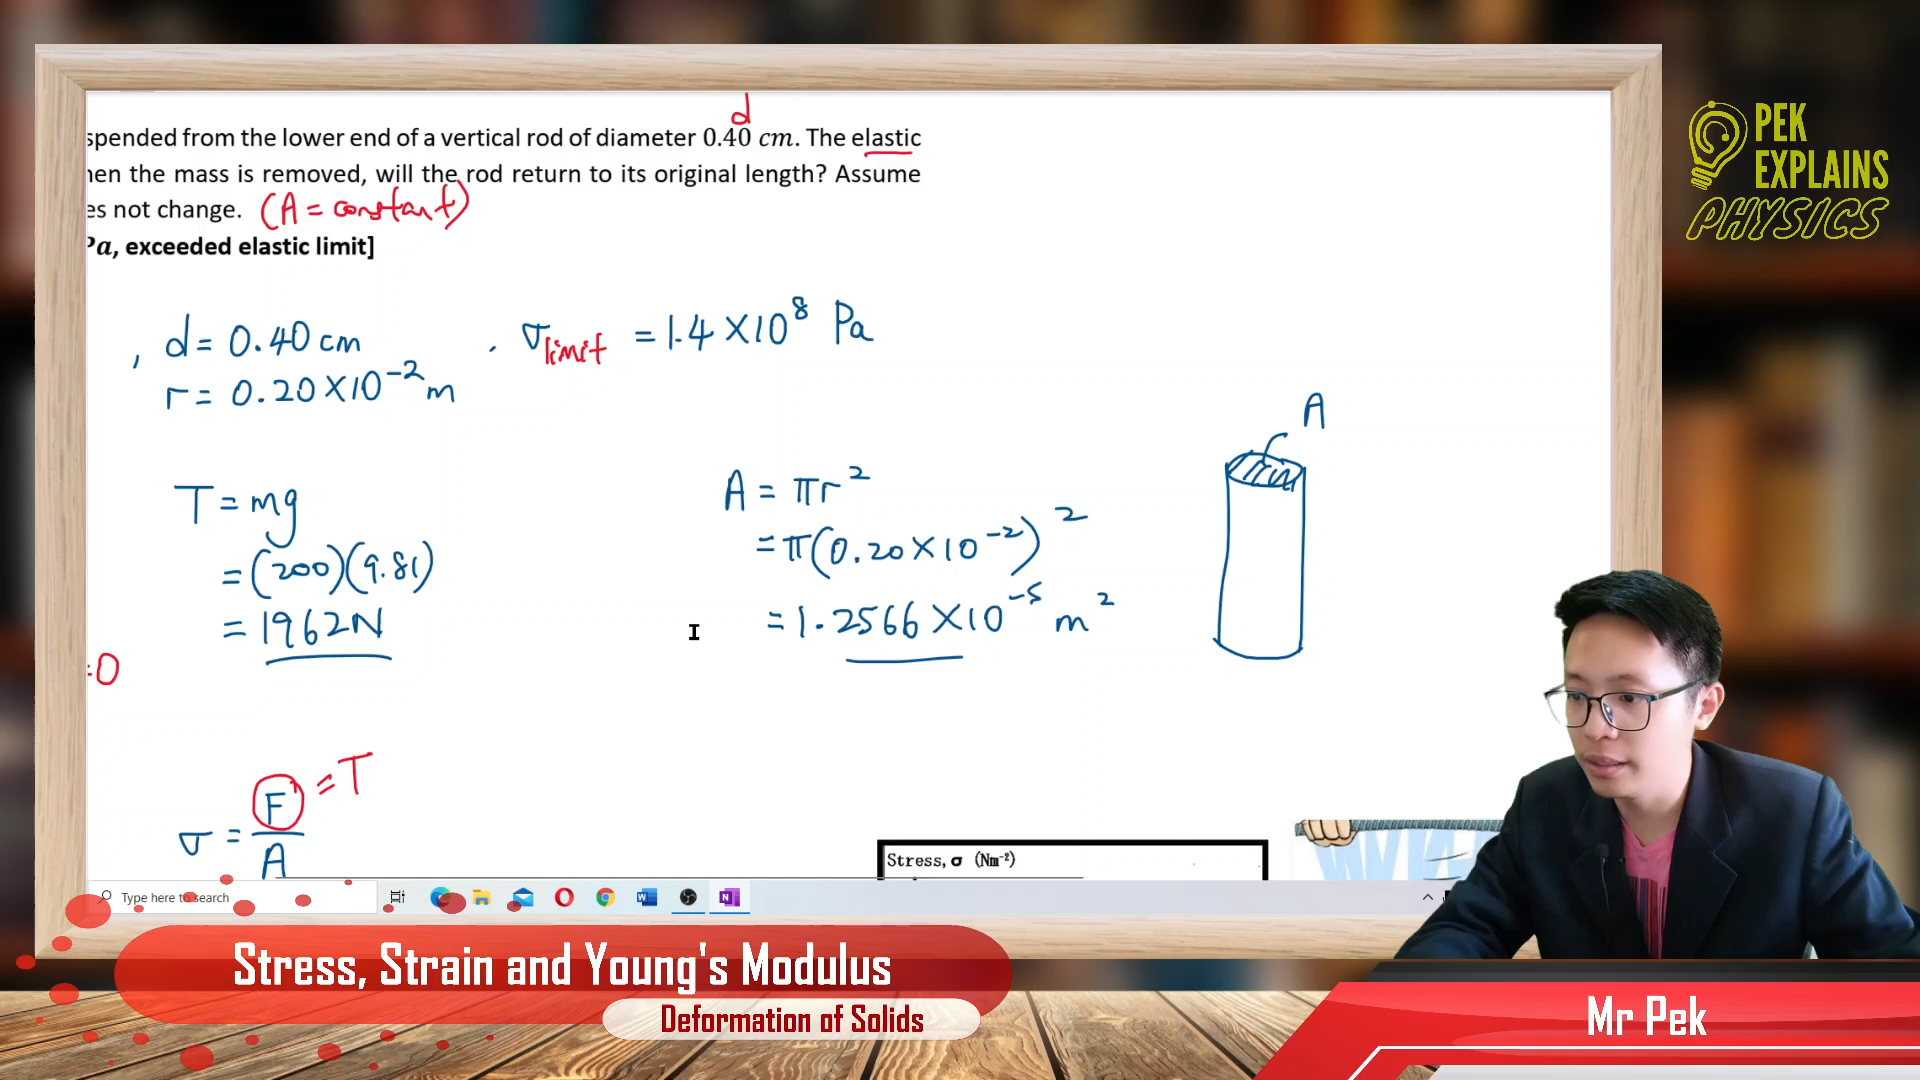 d
spended from the lower end of a vertical rod of diameter 0.40 cm. The elastic
hen the mass is removed, will the rod return to its original length? Assume
es not change. (A = constant)
Pa, exceeded elastic limit]
, d = 0.40 cm
r = 0.20 × 10⁻² m
. σ limit = 1.4 × 10⁸ Pa
T = mg
= (200)(9.81)
= 1962N
=0
A = πr²
= π(0.20 × 10⁻²)²
= 1.2566 × 10⁻⁵ m²
A
σ = F/A
= T
Stress, σ (Nm⁻²)
Type here to search
PEK
EXPLAINS
PHYSICS
Stress, Strain and Young's Modulus
Deformation of Solids
Mr Pek